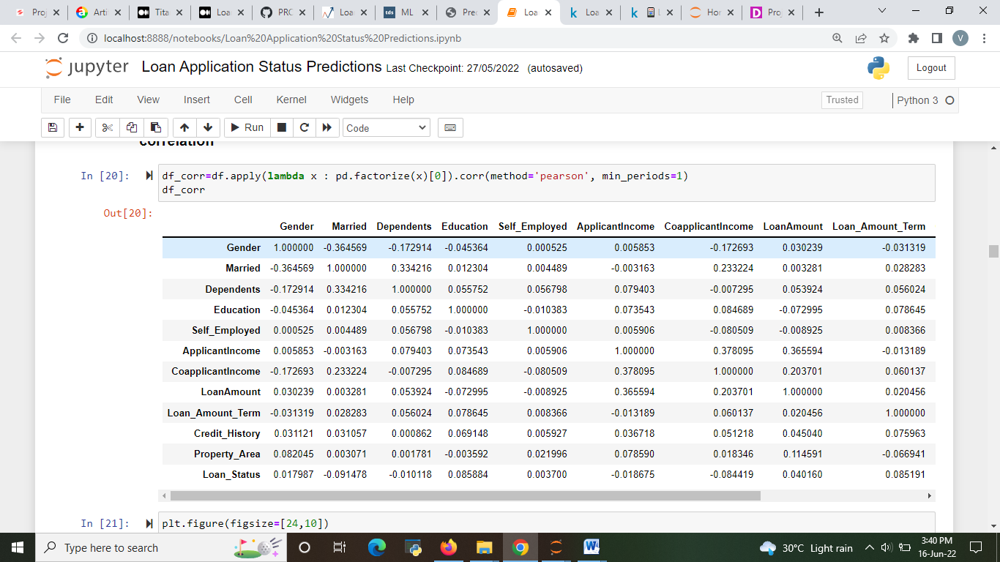 Proj
Arti
Tita
Loa
PRC
Loa
ML
Pre
Loa
Loa
L
Hor
Pro
localhost:8888/notebooks/Loan%20Application%20Status%20Predictions.ipynb
V
jupyter Loan Application Status Predictions Last Checkpoint: 27/05/2022 (autosaved)
Logout
File Edit View Insert Cell Kernel Widgets Help
Trusted
Python 3
Run
Code
correlation
In [20]: df_corr=df.apply(lambda x : pd.factorize(x)[0]).corr(method='pearson', min_periods=1)
df_corr
Out[20]:
Gender Married Dependents Education Self_Employed ApplicantIncome CoapplicantIncome LoanAmount Loan_Amount_Term
Gender 1.000000 -0.364569 -0.172914 -0.045364 0.000525 0.005853 -0.172693 0.030239 -0.031319
Married -0.364569 1.000000 0.334216 0.012304 0.004489 -0.003163 0.233224 0.003281 0.028283
Dependents -0.172914 0.334216 1.000000 0.055752 0.056798 0.079403 -0.007295 0.053924 0.056024
Education -0.045364 0.012304 0.055752 1.000000 -0.010383 0.073543 0.084689 -0.072995 0.078645
Self_Employed 0.000525 0.004489 0.056798 -0.010383 1.000000 0.005906 -0.080509 -0.008925 0.008366
ApplicantIncome 0.005853 -0.003163 0.079403 0.073543 0.005906 1.000000 0.378095 0.365594 -0.013189
CoapplicantIncome -0.172693 0.233224 -0.007295 0.084689 -0.080509 0.378095 1.000000 0.203701 0.060137
LoanAmount 0.030239 0.003281 0.053924 -0.072995 -0.008925 0.365594 0.203701 1.000000 0.020456
Loan_Amount_Term -0.031319 0.028283 0.056024 0.078645 0.008366 -0.013189 0.060137 0.020456 1.000000
Credit_History 0.031121 0.031057 0.000862 0.069148 0.005927 0.036718 0.051218 0.045040 0.075963
Property_Area 0.082045 0.003071 0.001781 -0.003592 0.021996 0.078590 0.018346 0.114591 -0.066941
Loan_Status 0.017987 -0.091478 -0.010118 0.085884 0.003700 -0.018675 -0.084419 0.040160 0.085191
In [21]: plt.figure(figsize=[24,10])
Type here to search
30°C Light rain
3:40 PM
16-Jun-22